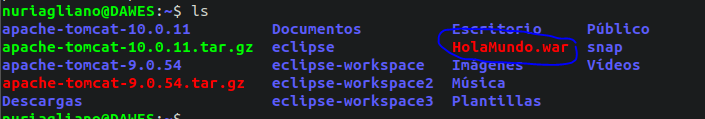 nuriagliano@DAWES:~$ ls
apache-tomcat-10.0.11 Documentos Escritorio Público
apache-tomcat-10.0.11.tar.gz eclipse HolaMundo.war snap
apache-tomcat-9.0.54 eclipse-workspace Imágenes Vídeos
apache-tomcat-9.0.54.tar.gz eclipse-workspace2 Música
Descargas eclipse-workspace3 Plantillas
nuriagliano@DAWES:~$